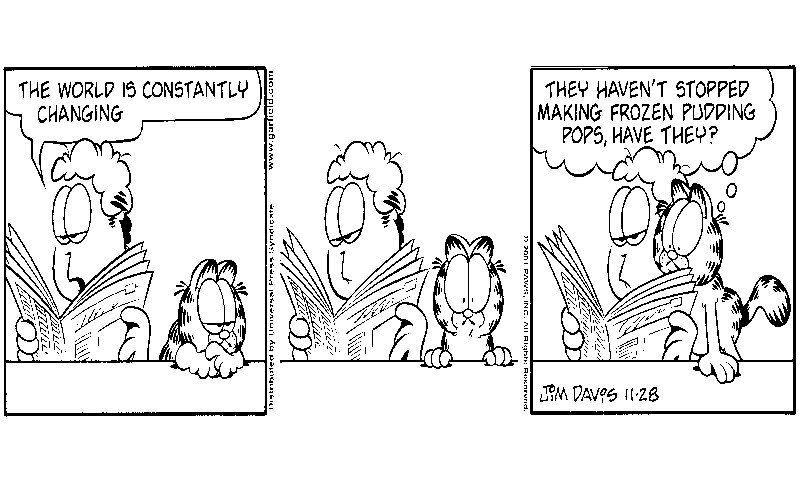 THE WORLD IS CONSTANTLY
CHANGING
www.garfield.com
Distributed by Universal Press Syndicate
© 2001 PAWS, INC. All Rights Reserved.
THEY HAVEN'T STOPPED
MAKING FROZEN PUDDING
POPS, HAVE THEY?
JIM DAVIS 11·28